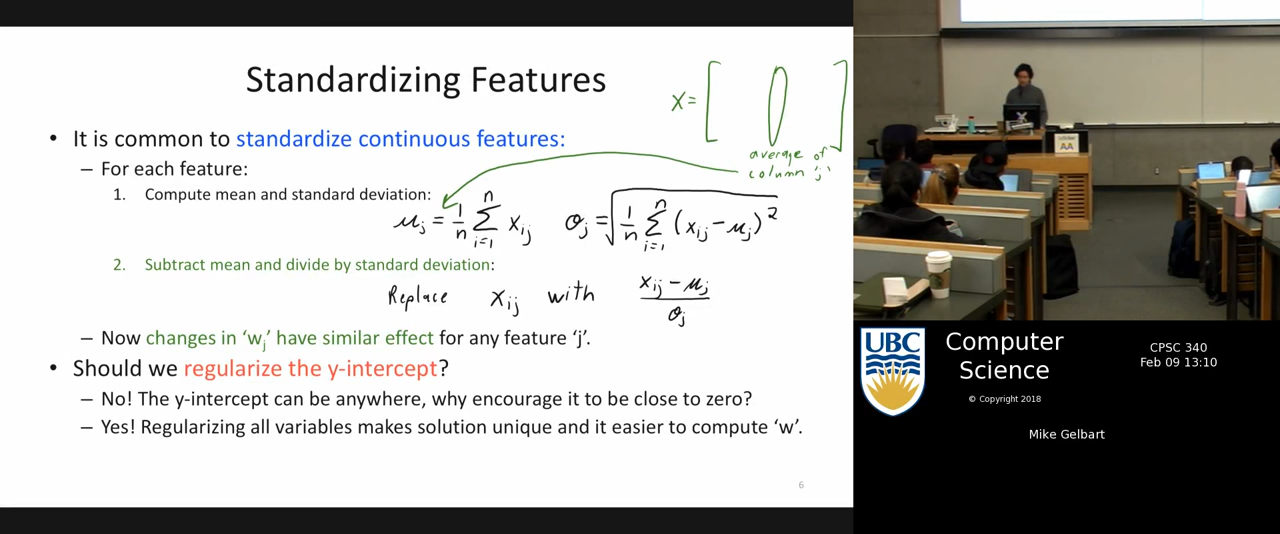 Standardizing Features
X = [ ]
average of
column 'j'
• It is common to standardize continuous features:
– For each feature:
1. Compute mean and standard deviation:
μj = 1/n Σ i=1 n xij   σj = √(1/n Σ i=1 n (xij − μj)²)
2. Subtract mean and divide by standard deviation:
Replace xij with (xij − μj)/σj
– Now changes in 'wj' have similar effect for any feature 'j'.
• Should we regularize the y-intercept?
– No! The y-intercept can be anywhere, why encourage it to be close to zero?
– Yes! Regularizing all variables makes solution unique and it easier to compute 'w'.
6
AA
UBC
Computer
Science
© Copyright 2018
CPSC 340
Feb 09 13:10
Mike Gelbart